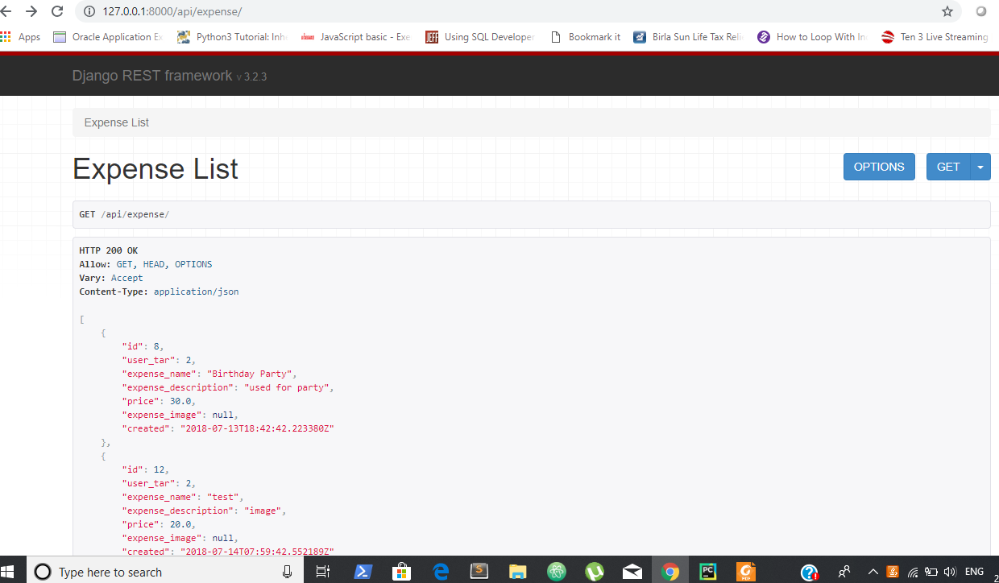 127.0.0.1:8000/api/expense/
Apps Oracle Application Ex Python3 Tutorial: Inh JavaScript basic - Exe JEFF Using SQL Developer Bookmark it Birla Sun Life Tax Reli How to Loop With In Ten 3 Live Streaming
Django REST framework v 3.2.3
Expense List
Expense List
OPTIONS GET
GET /api/expense/
HTTP 200 OK
Allow: GET, HEAD, OPTIONS
Vary: Accept
Content-Type: application/json
[
{
"id": 8,
"user_tar": 2,
"expense_name": "Birthday Party",
"expense_description": "used for party",
"price": 30.0,
"expense_image": null,
"created": "2018-07-13T18:42:42.223380Z"
},
{
"id": 12,
"user_tar": 2,
"expense_name": "test",
"expense_description": "image",
"price": 20.0,
"expense_image": null,
"created": "2018-07-14T07:59:42.552189Z"
Type here to search ENG